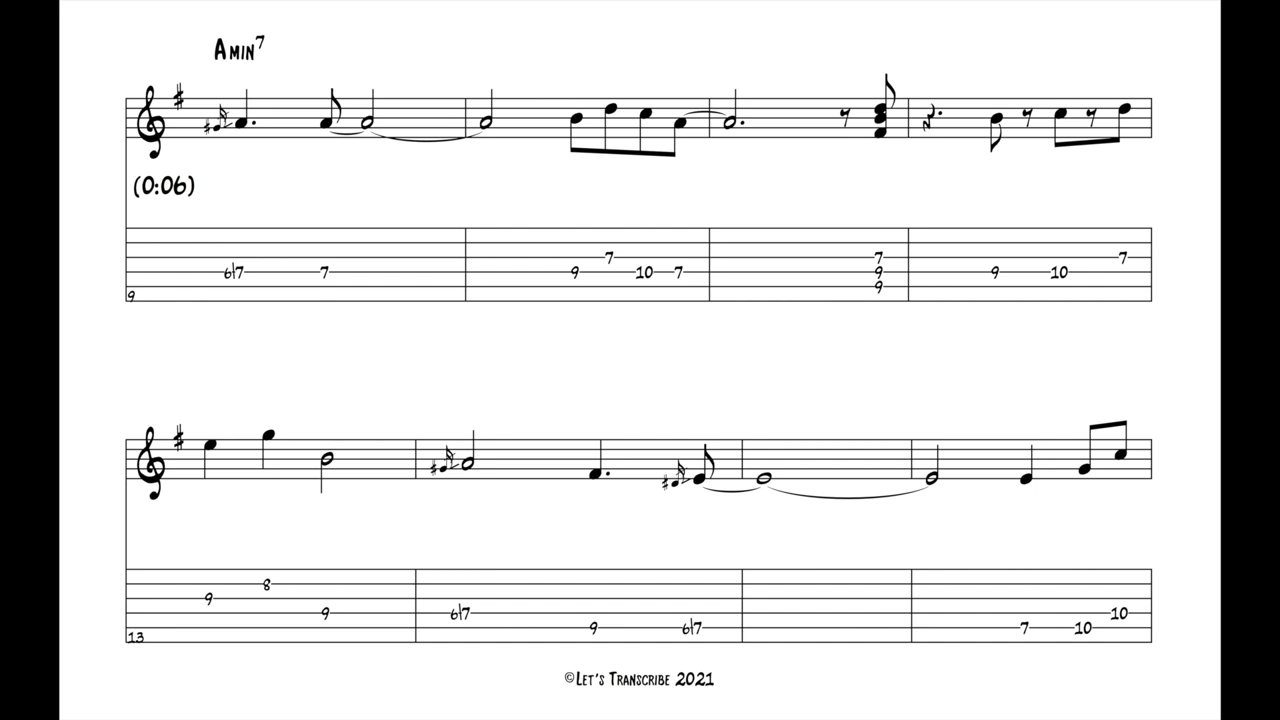 Amin7
(0:06)
7
6 7 7 9 10 7 9 9 10 7
9
9
8
9
9 6 7 10
13 9 6 7 7 10
©Let's Transcribe 2021